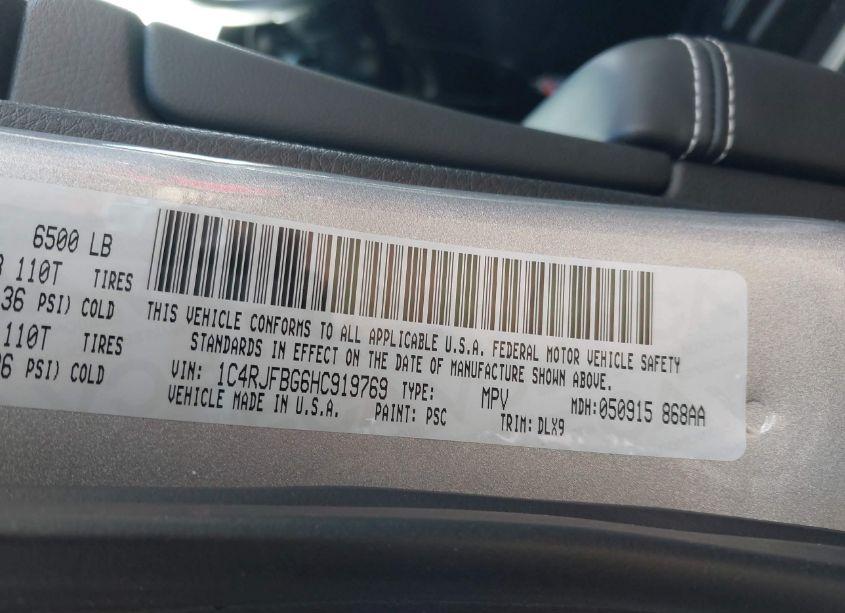 6500 LB
110T TIRES
36 PSI) COLD
110T TIRES
6 PSI) COLD
THIS VEHICLE CONFORMS TO ALL APPLICABLE U.S.A. FEDERAL MOTOR VEHICLE SAFETY
STANDARDS IN EFFECT ON THE DATE OF MANUFACTURE SHOWN ABOVE.
VIN: 1C4RJFBG6HC919769 TYPE: MPV MDH:050915 868AA
VEHICLE MADE IN U.S.A. PAINT: PSC TRIM: DLX9